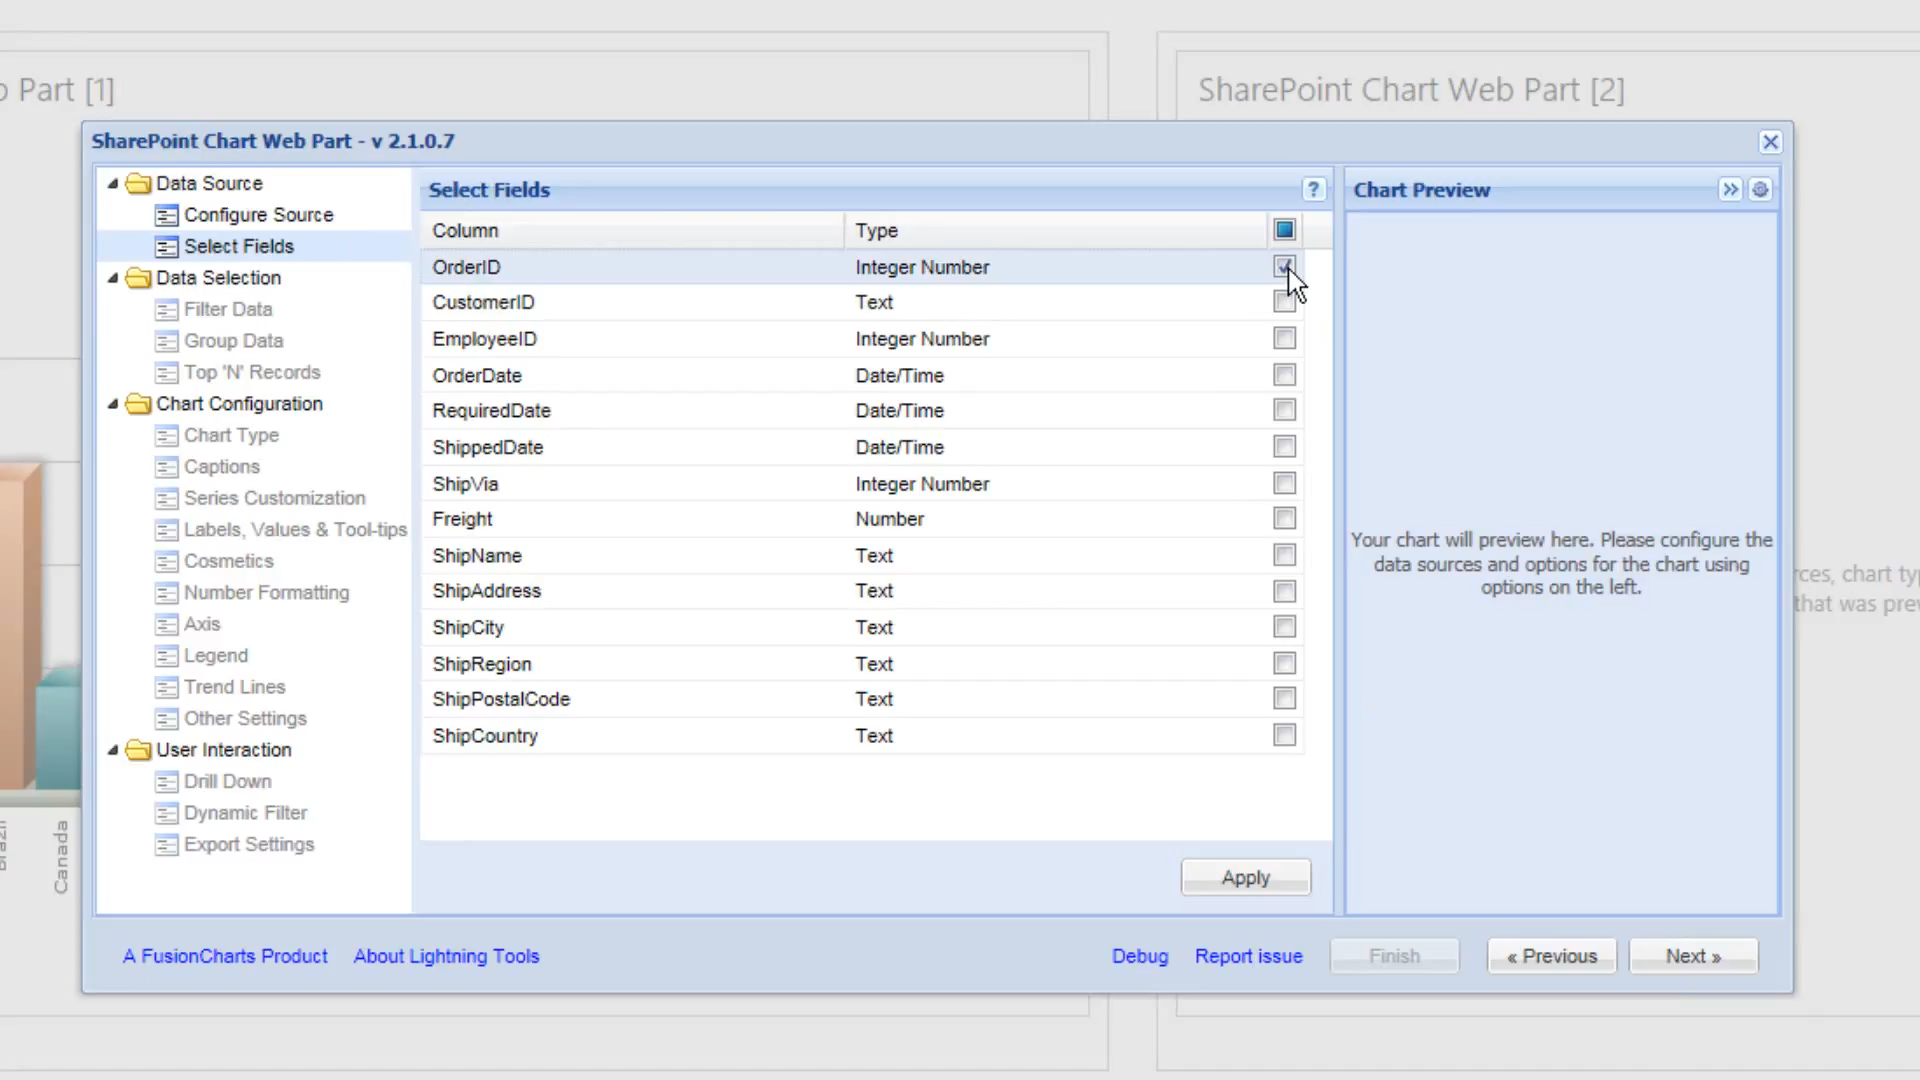 Part [1]
SharePoint Chart Web Part [2]
SharePoint Chart Web Part - v 2.1.0.7
Data Source
Configure Source
Select Fields
Data Selection
Filter Data
Group Data
Top 'N' Records
Chart Configuration
Chart Type
Captions
Series Customization
Labels, Values & Tool-tips
Cosmetics
Number Formatting
Axis
Legend
Trend Lines
Other Settings
User Interaction
Drill Down
Dynamic Filter
Export Settings
Select Fields ?
Column Type
OrderID Integer Number
CustomerID Text
EmployeeID Integer Number
OrderDate Date/Time
RequiredDate Date/Time
ShippedDate Date/Time
ShipVia Integer Number
Freight Number
ShipName Text
ShipAddress Text
ShipCity Text
ShipRegion Text
ShipPostalCode Text
ShipCountry Text
Apply
Chart Preview
Your chart will preview here. Please configure the
data sources and options for the chart using
options on the left.
chart
that was
Canada
A FusionCharts Product About Lightning Tools
Debug Report issue Finish « Previous Next »